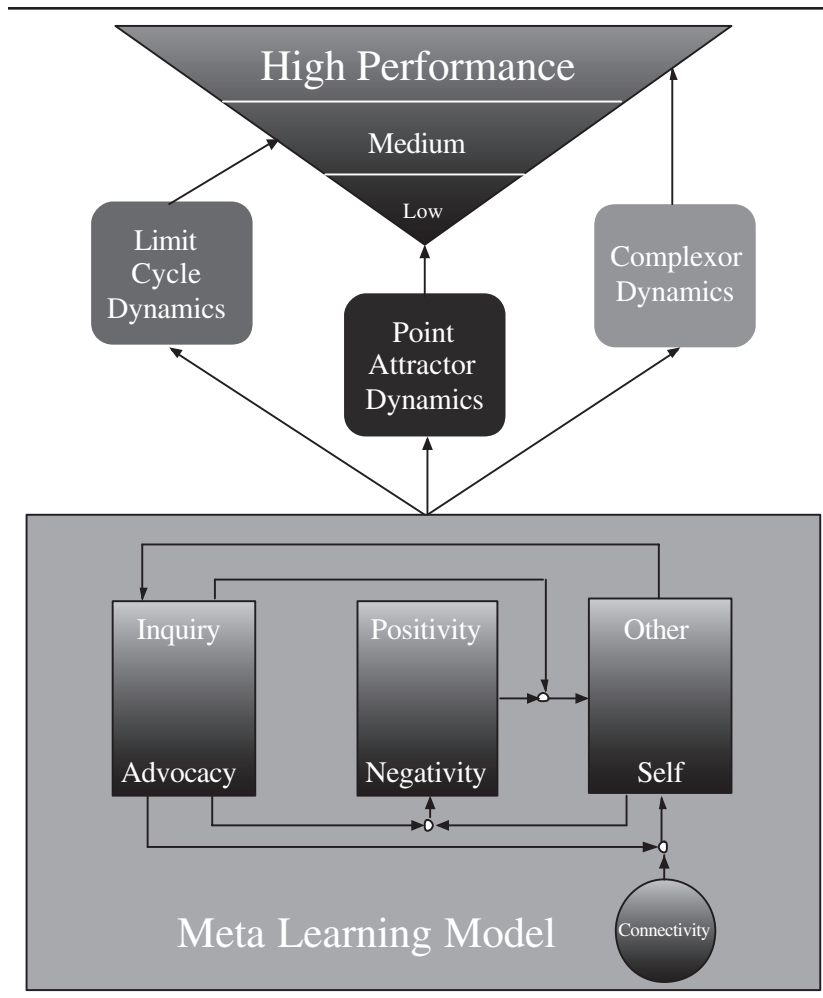 High Performance
Medium
Low
Limit
Cycle
Dynamics
Point
Attractor
Dynamics
Complexor
Dynamics
Inquiry
Advocacy
Positivity
Negativity
Other
Self
Connectivity
Meta Learning Model